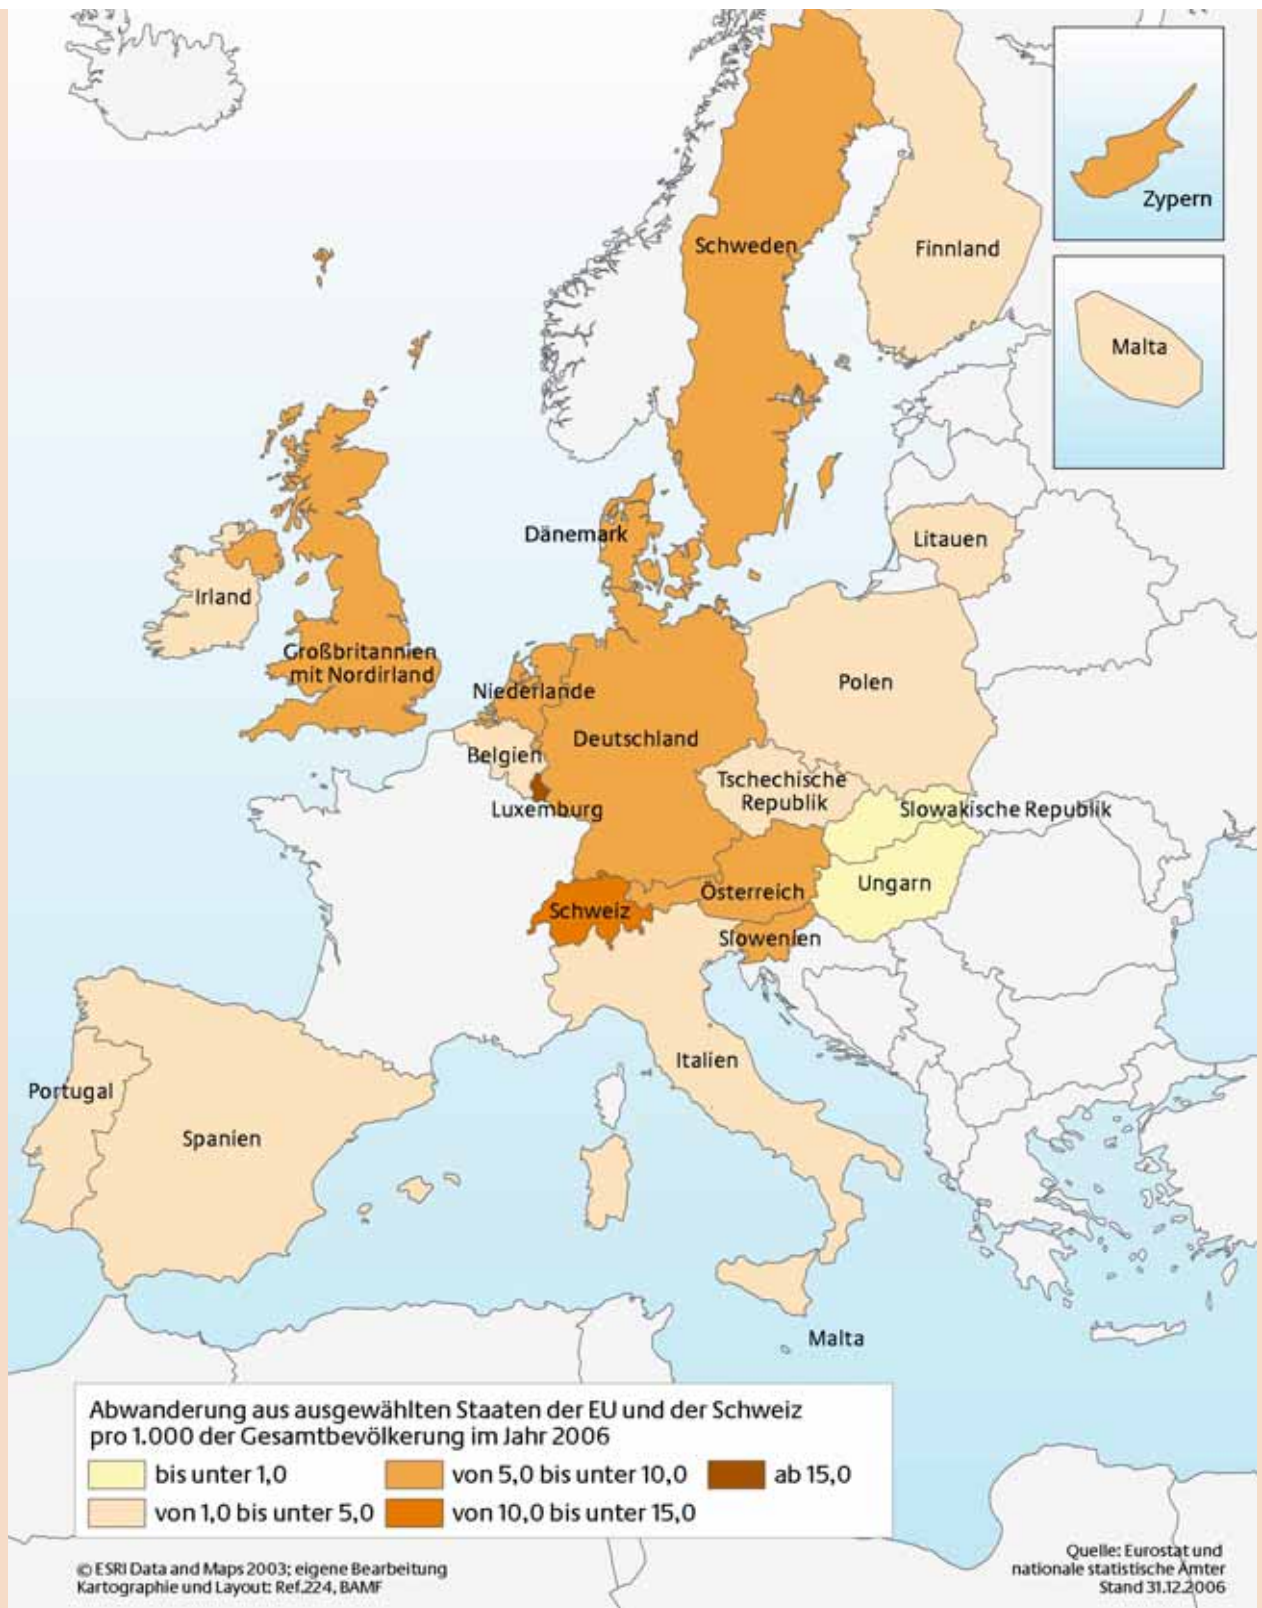 Zypern
Schweden
Finnland
Malta
Dänemark
Litauen
Irland
Großbritannien
mit Nordirland
Polen
Niederlande
Deutschland
Belgien
Tschechische
Republik
Luxemburg
Slowakische Republik
Ungarn
Österreich
Schweiz
Slowenien
Italien
Portugal
Spanien
Malta
Abwanderung aus ausgewählten Staaten der EU und der Schweiz
pro 1.000 der Gesamtbevölkerung im Jahr 2006
bis unter 1,0
von 5,0 bis unter 10,0
ab 15,0
von 1,0 bis unter 5,0
von 10,0 bis unter 15,0
© ESRI Data and Maps 2003; eigene Bearbeitung
Kartographie und Layout: Ref.224, BAMF
Quelle: Eurostat und
nationale statistische Ämter
Stand 31.12.2006